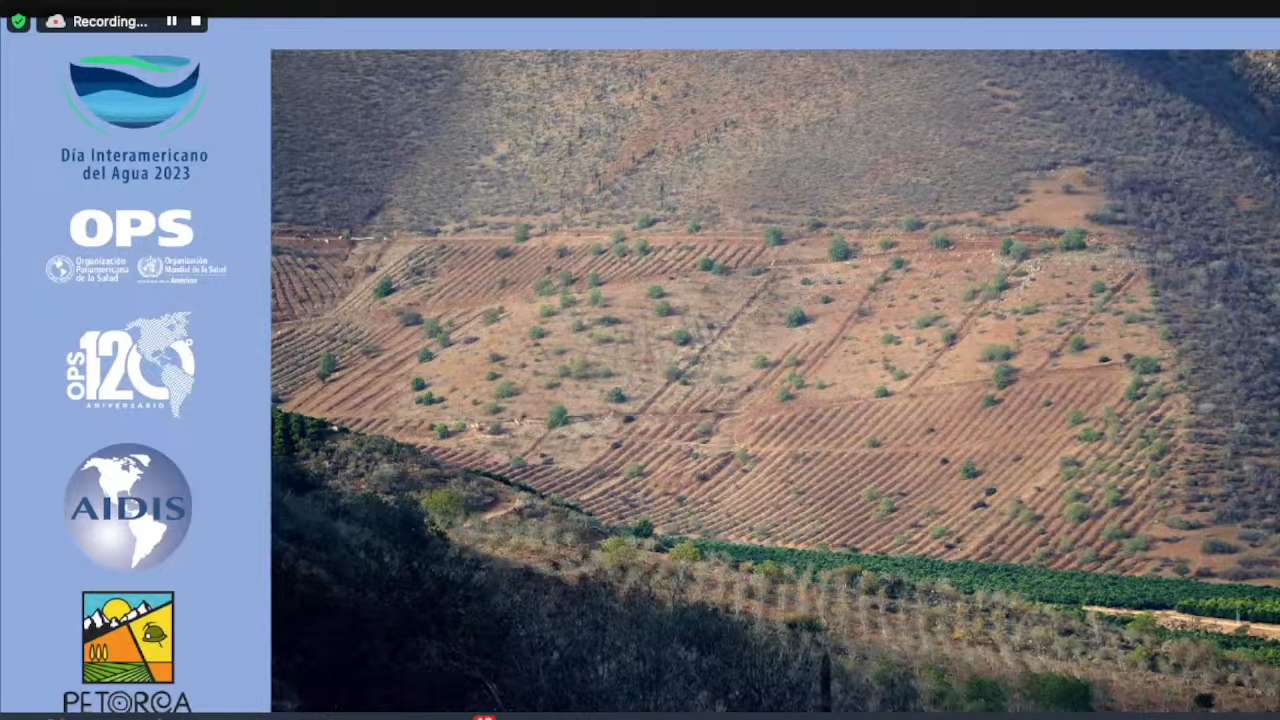 Recording...
Día Interamericano
del Agua 2023
OPS
Organización
Panamericana
de la Salud
Organización
Mundial de la Salud
Américas
OPS
120
ANIVERSARIO
AIDIS
PETORCA